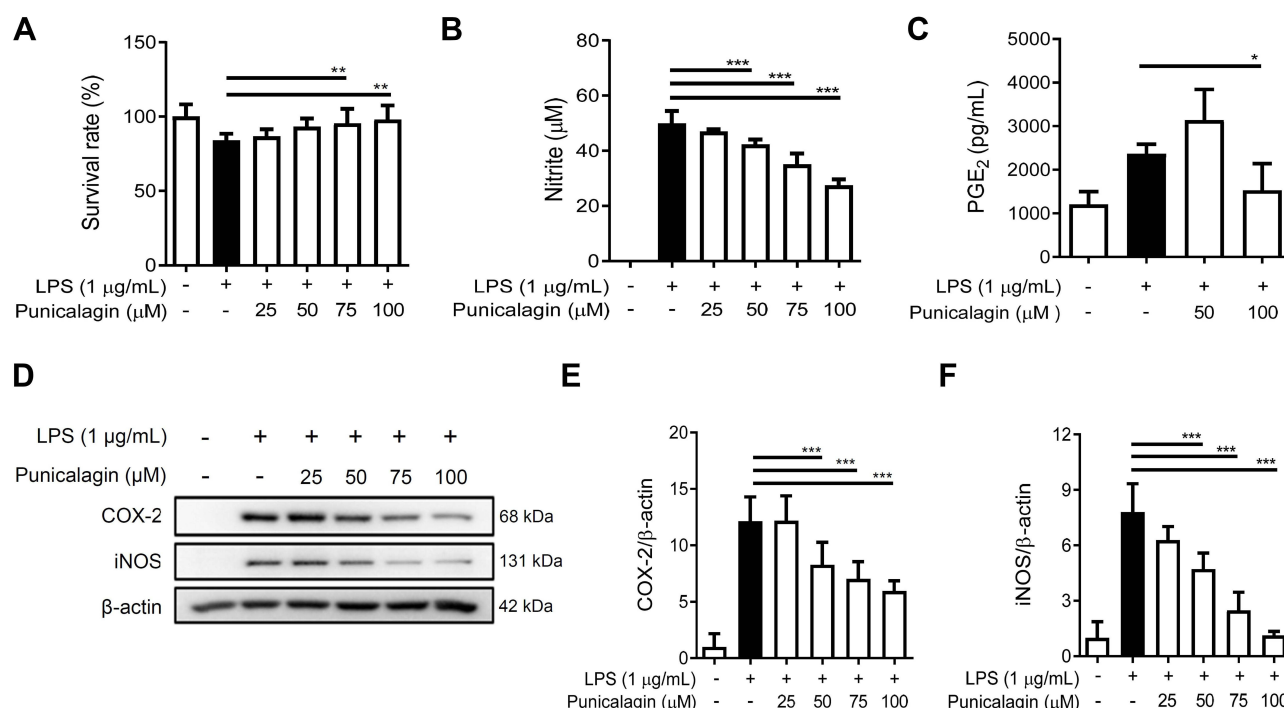 A
Survival rate (%)
150
100
50
0
**
**
LPS (1 μg/mL) - + + + + +
Punicalagin (μM) - - 25 50 75 100
B
Nitrite (μM)
80
60
40
20
0
***
***
***
LPS (1 μg/mL) - + + + + +
Punicalagin (μM) - - 25 50 75 100
C
PGE2 (pg/mL)
5000
4000
3000
2000
1000
0
*
LPS (1 μg/mL) - + + +
Punicalagin (μM ) - - 50 100
D
LPS (1 μg/mL) - + + + + +
Punicalagin (μM) - - 25 50 75 100
COX-2 68 kDa
iNOS 131 kDa
β-actin 42 kDa
E
COX-2/β-actin
20
15
10
5
0
***
***
***
LPS (1 μg/mL) - + + + + +
Punicalagin (μM) - - 25 50 75 100
F
iNOS/β-actin
12
9
6
3
0
***
***
***
LPS (1 μg/mL) - + + + + +
Punicalagin (μM) - - 25 50 75 100